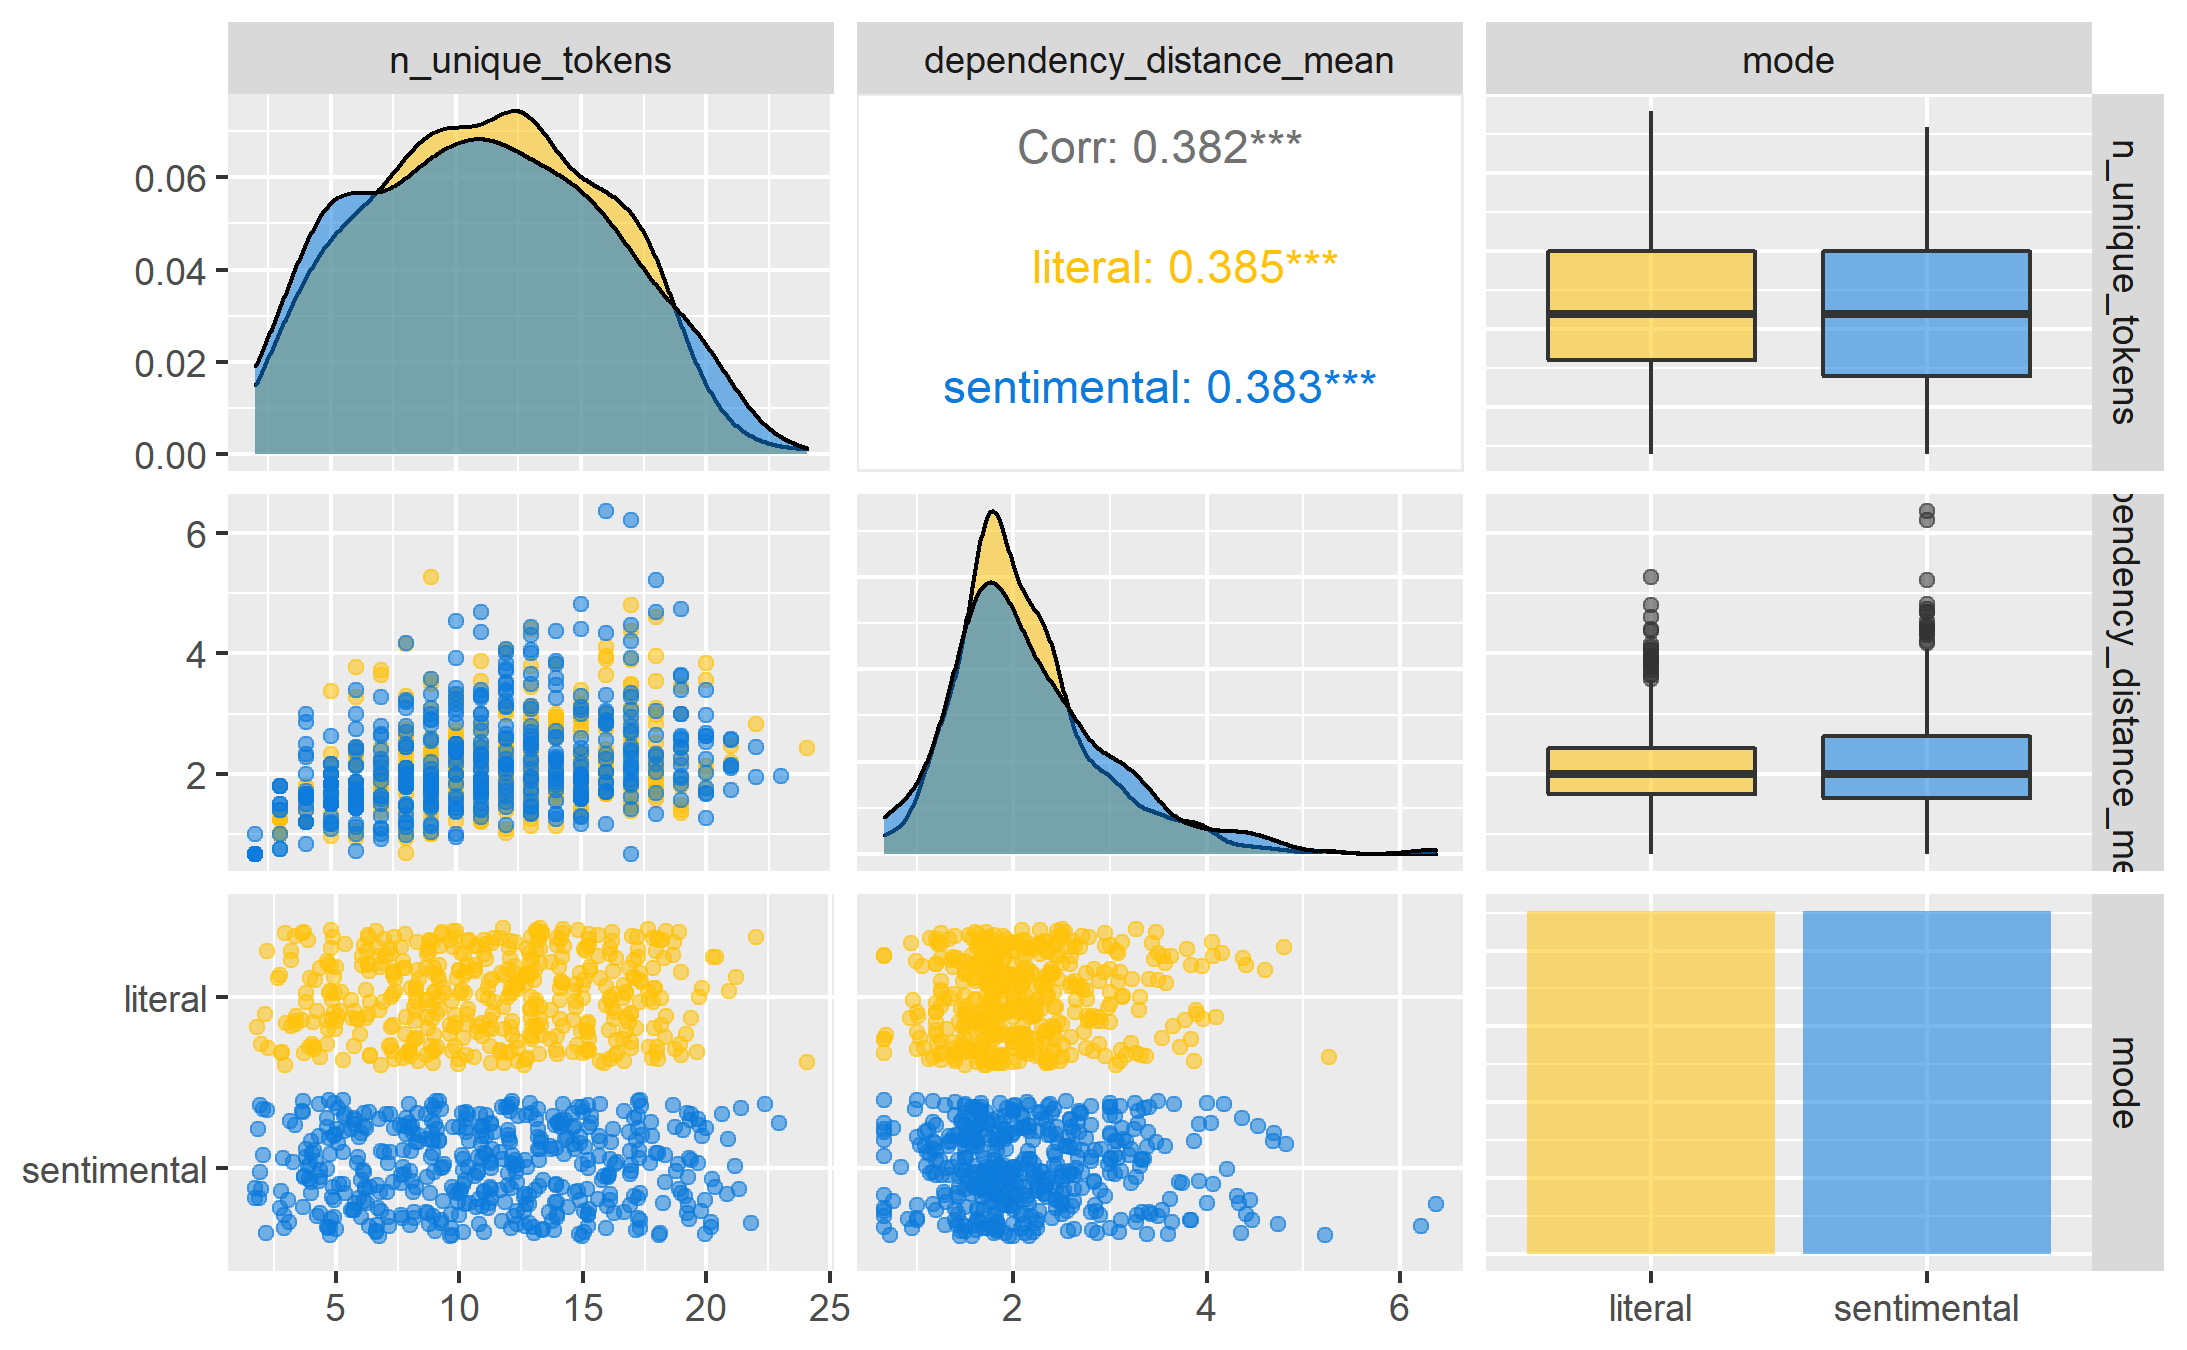 n_unique_tokens
dependency_distance_mean
mode
0.06
0.04
0.02
0.00
Corr: 0.382***
literal: 0.385***
sentimental: 0.383***
n_unique_tokens
6
4
2
pendency_distance_me
literal
sentimental
mode
5
10
15
20
25
2
4
6
literal
sentimental